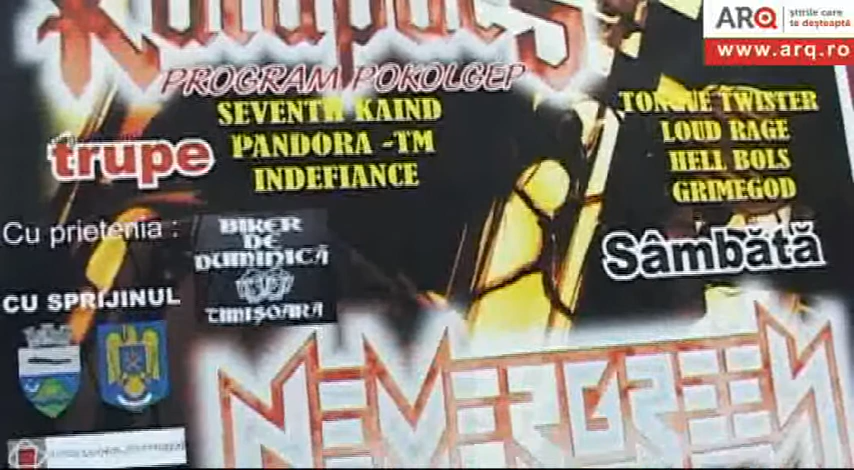 ARQ
știrile care
te deșteaptă
www.arq.ro
PROGRAM POKOLGEP
trupe
SEVENTH KAIND
PANDORA -TM
INDEFIANCE
TONGUE TWISTER
LOUD RAGE
HELL BOLS
GRIMEGOD
Cu prietenia :
BIKER
DE
DUMINICĂ
TIMIȘOARA
Sâmbătă
CU SPRIJINUL
NEVERGREEN